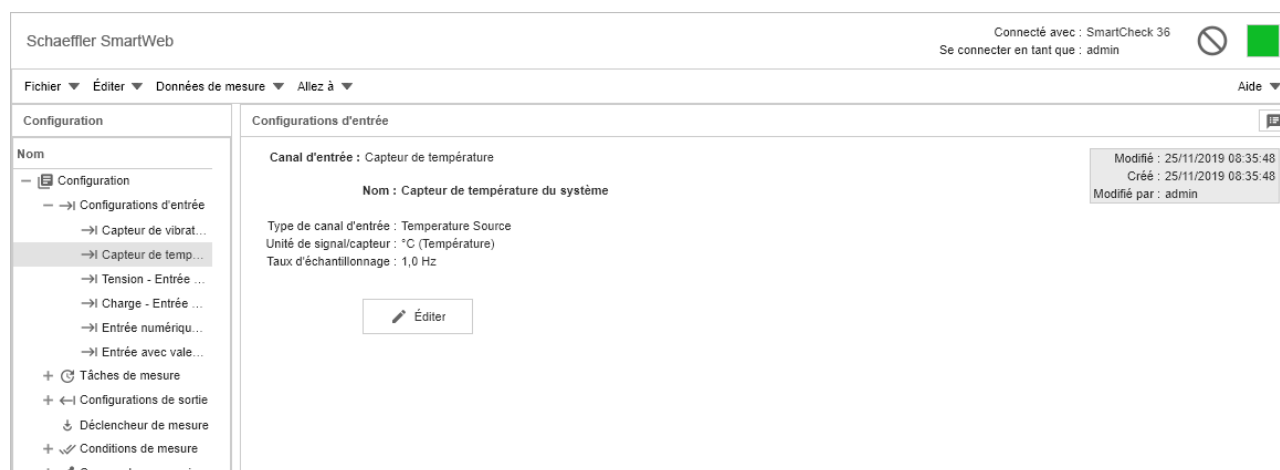 Schaeffler SmartWeb
Connecté avec : SmartCheck 36
Se connecter en tant que : admin
Fichier Éditer Données de mesure Allez à Aide
Configuration
Configurations d'entrée
Nom
Configuration
Configurations d'entrée
Capteur de vibrat...
Capteur de temp...
Tension - Entrée ...
Charge - Entrée ...
Entrée numériqu...
Entrée avec vale...
Tâches de mesure
Configurations de sortie
Déclencheur de mesure
Conditions de mesure
Canal d'entrée : Capteur de température
Nom : Capteur de température du système
Type de canal d'entrée : Temperature Source
Unité de signal/capteur : °C (Température)
Taux d'échantillonnage : 1,0 Hz
Éditer
Modifié : 25/11/2019 08:35:48
Créé : 25/11/2019 08:35:48
Modifié par : admin